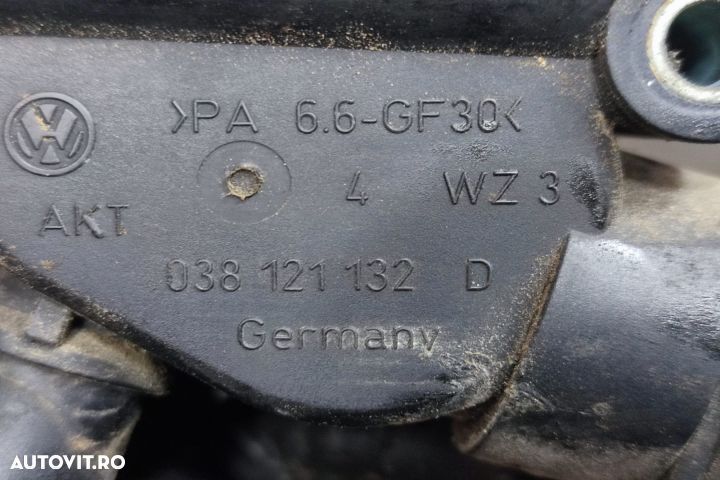 >PA 6.6-GF30<
4 WZ 3
AKT
038 121 132 D
Germany
AUTOVIT.RO